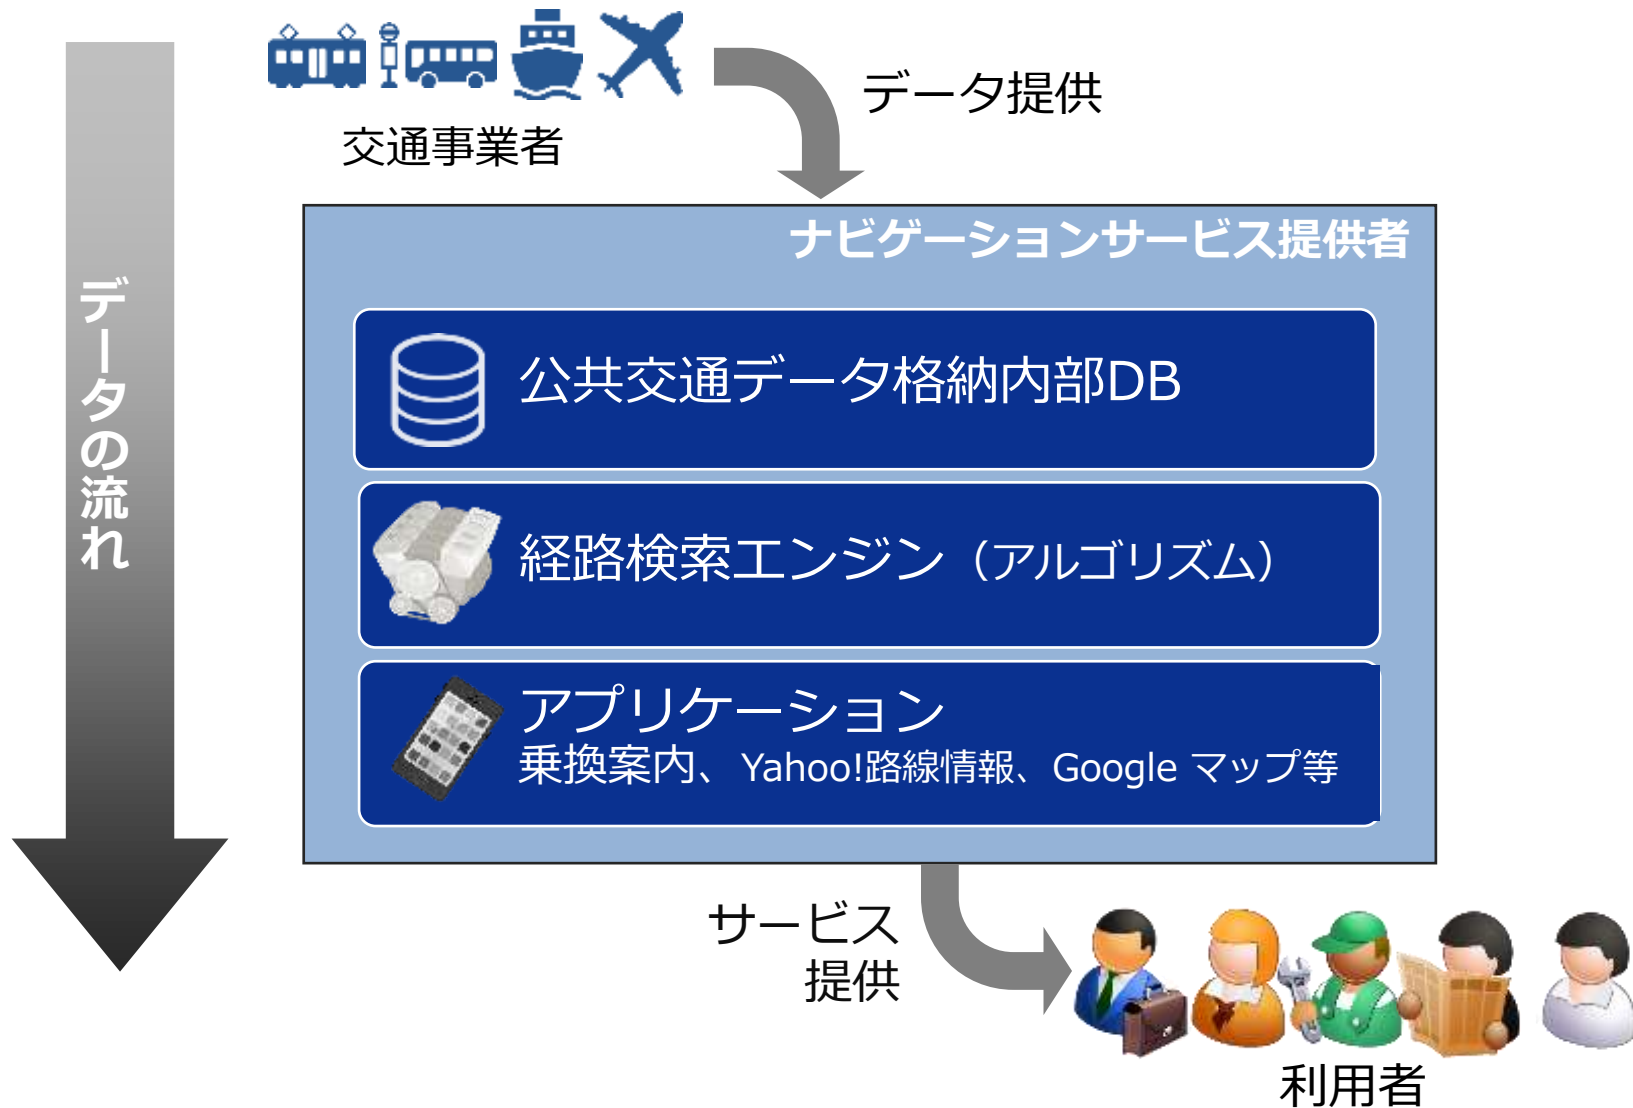 交通事業者
データ提供
データの流れ
ナビゲーションサービス提供者
公共交通データ格納内部DB
経路検索エンジン（アルゴリズム）
アプリケーション
乗換案内、Yahoo!路線情報、Google マップ等
サービス
提供
利用者